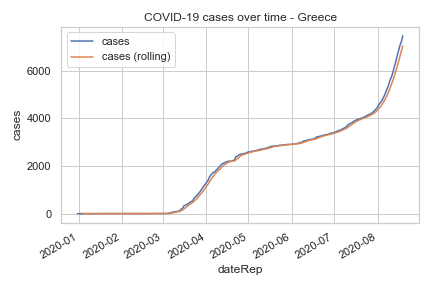 COVID-19 cases over time - Greece
cases
cases (rolling)
6000
4000
2000
0
cases
2020-01
2020-02
2020-03
2020-04
2020-05
2020-06
2020-07
2020-08
dateRep